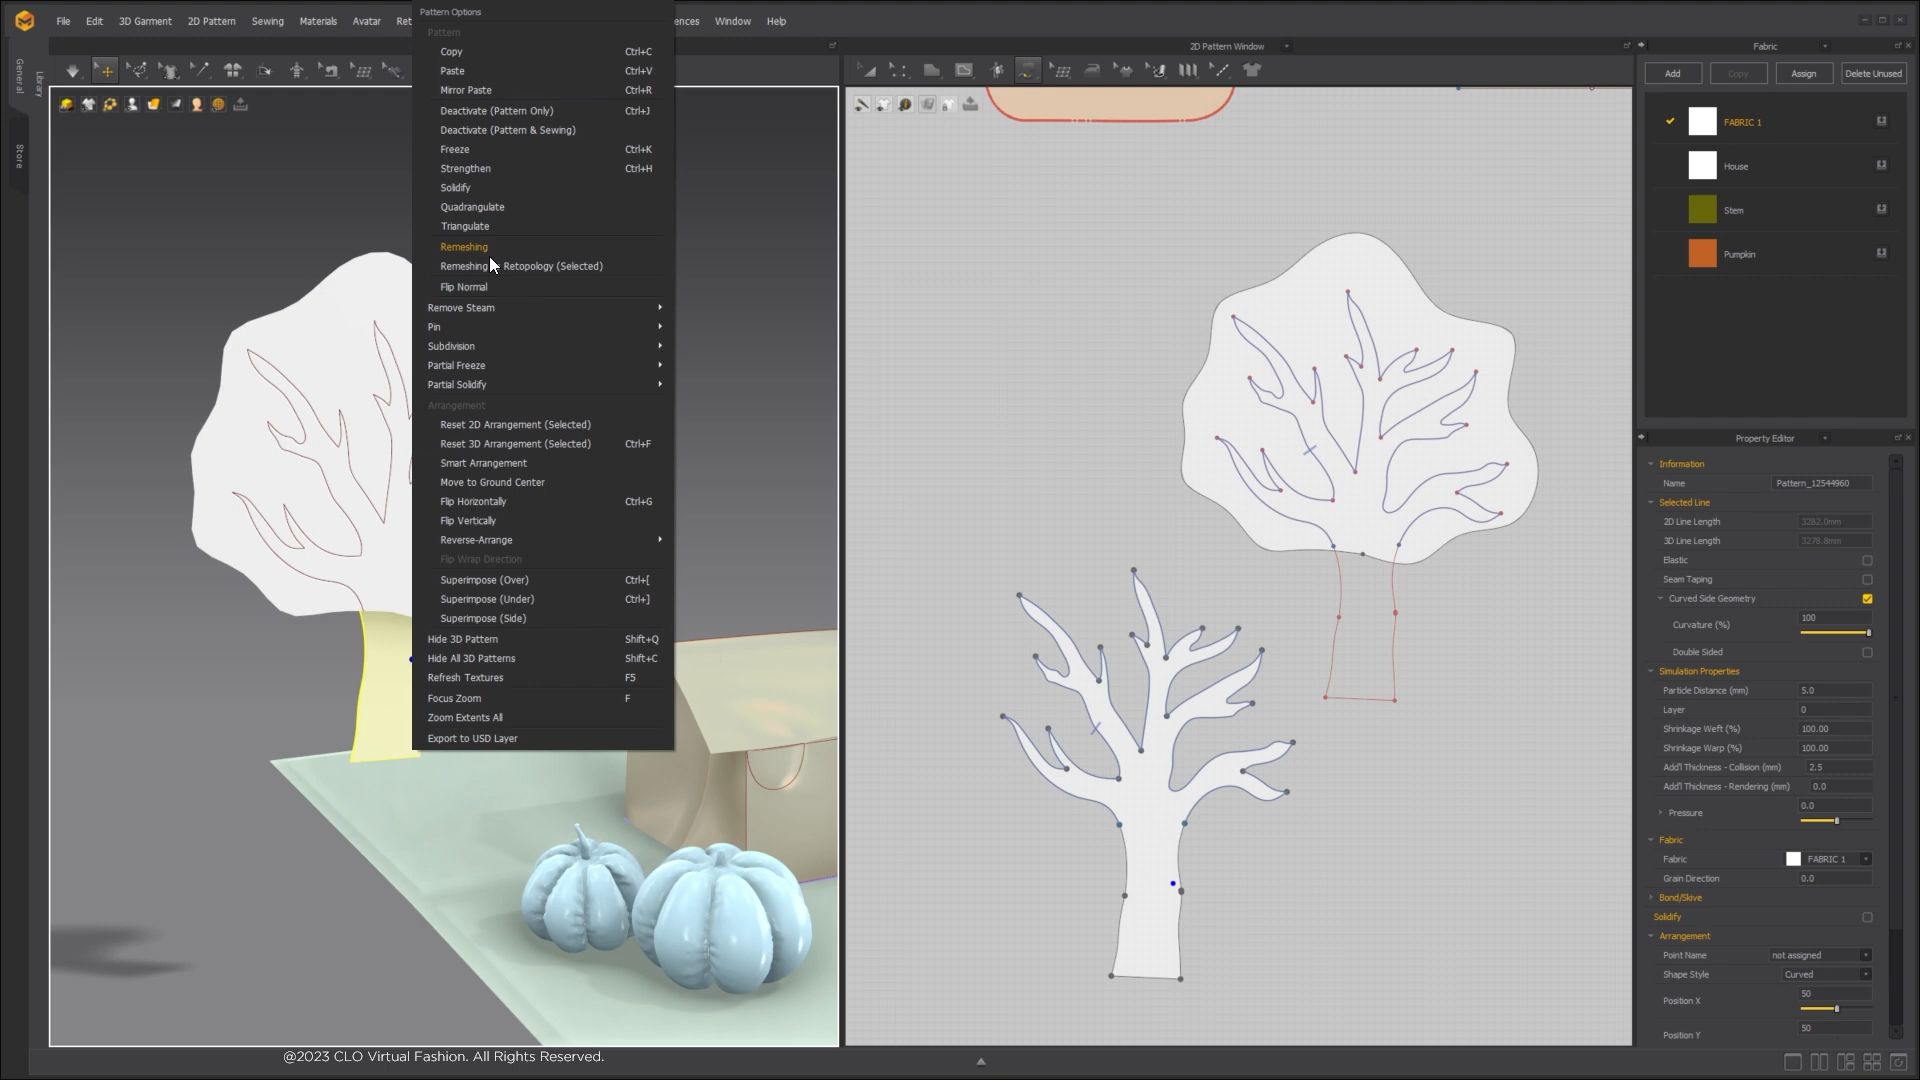 File Edit 3D Garment 2D Pattern Sewing Materials Avatar Ret
ences Window Help
General
Library
Store
Pattern Options
Pattern
Copy Ctrl+C
Paste Ctrl+V
Mirror Paste Ctrl+R
Deactivate (Pattern Only) Ctrl+J
Deactivate (Pattern & Sewing)
Freeze Ctrl+K
Strengthen Ctrl+H
Solidify
Quadrangulate
Triangulate
Remeshing
Remeshing Retopology (Selected)
Flip Normal
Remove Steam
Pin
Subdivision
Partial Freeze
Partial Solidify
Arrangement
Reset 2D Arrangement (Selected)
Reset 3D Arrangement (Selected) Ctrl+F
Smart Arrangement
Move to Ground Center
Flip Horizontally Ctrl+G
Flip Vertically
Reverse-Arrange
Flip Wrap Direction
Superimpose (Over) Ctrl+[
Superimpose (Under) Ctrl+]
Superimpose (Side)
Hide 3D Pattern Shift+Q
Hide All 3D Patterns Shift+C
Refresh Textures F5
Focus Zoom F
Zoom Extents All
Export to USD Layer
2D Pattern Window
Fabric
Add Copy Assign Delete Unused
FABRIC 1
House
Stem
Pumpkin
Property Editor
Information
Name Pattern_12544960
Selected Line
2D Line Length 3282.0mm
3D Line Length 3278.8mm
Elastic
Seam Taping
Curved Side Geometry
Curvature (%) 100
Double Sided
Simulation Properties
Particle Distance (mm) 5.0
Layer 0
Shrinkage Weft (%) 100.00
Shrinkage Warp (%) 100.00
Add'l Thickness - Collision (mm) 2.5
Add'l Thickness - Rendering (mm) 0.0
Pressure 0.0
Fabric
Fabric FABRIC 1
Grain Direction 0.0
Bond/Skive
Solidify
Arrangement
Point Name not assigned
Shape Style Curved
Position X 50
Position Y 50
@2023 CLO Virtual Fashion. All Rights Reserved.